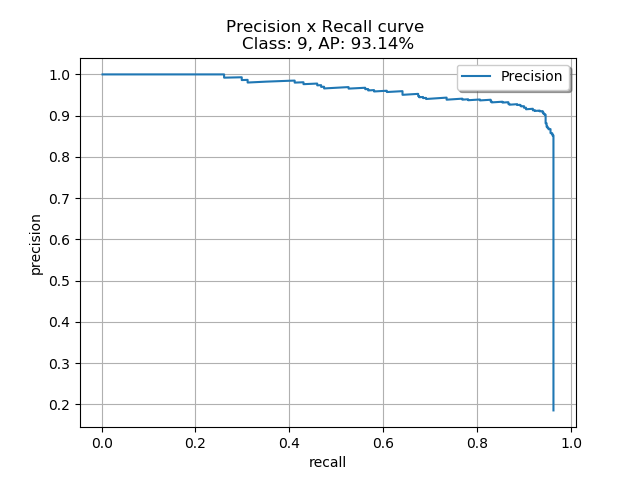 Precision x Recall curve
Class: 9, AP: 93.14%
Precision
1.0
0.9
0.8
0.7
0.6
0.5
0.4
0.3
0.2
precision
0.0 0.2 0.4 0.6 0.8 1.0
recall